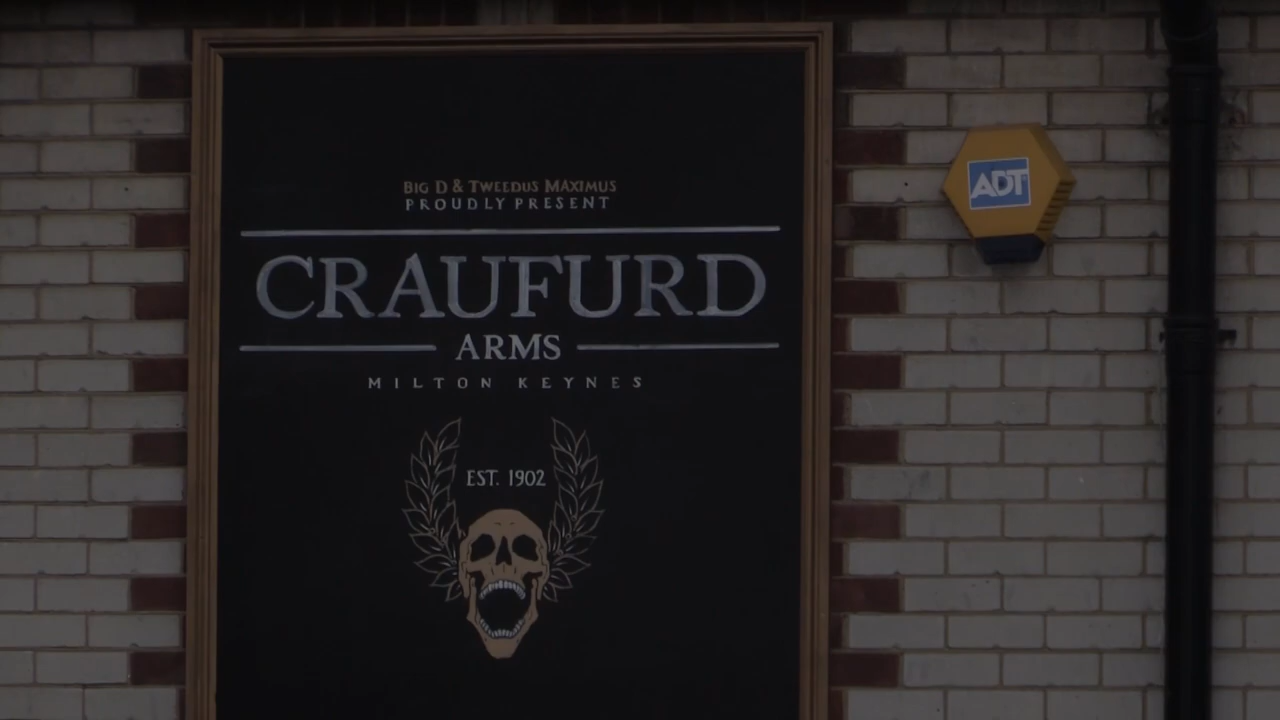 Big D & Tweedus Maximus
PROUDLY PRESENT
CRAUFURD
ARMS
MILTON KEYNES
EST. 1902
ADT